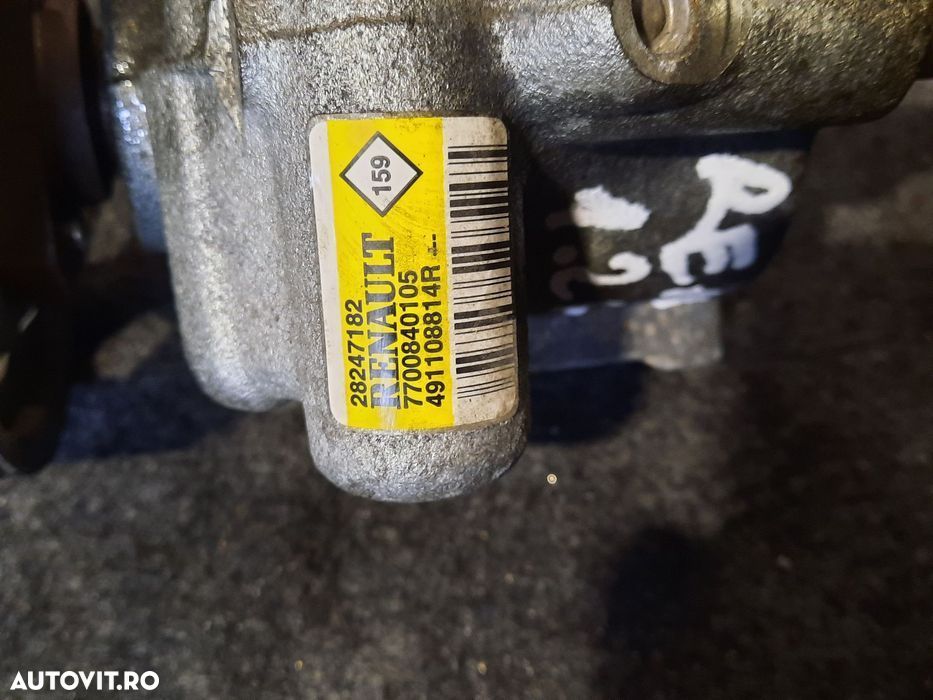 159
28247182
RENAULT
7700840105
491108814R
AUTOVIT.RO